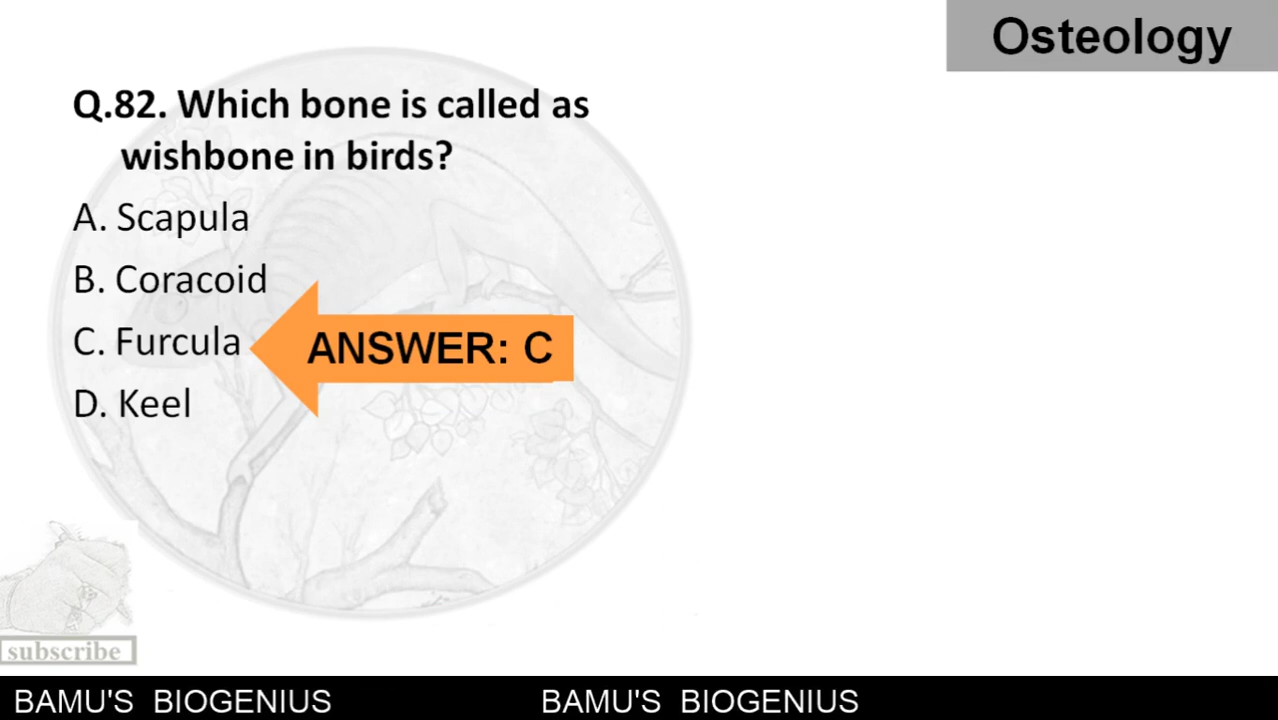 Osteology
Q.82. Which bone is called as
wishbone in birds?
A. Scapula
B. Coracoid
C. Furcula
ANSWER: C
D. Keel
subscribe
BAMU'S BIOGENIUS BAMU'S BIOGENIUS